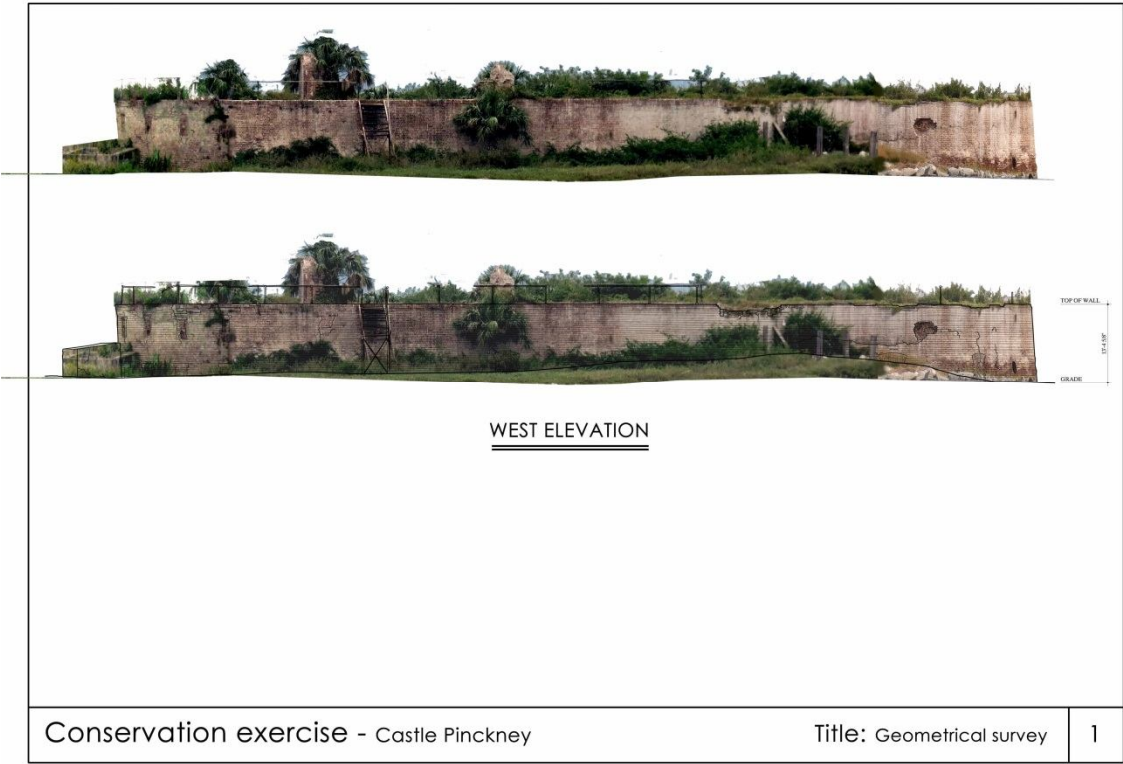 TOP OF WALL
GRADE
WEST ELEVATION
Conservation exercise - Castle Pinckney
Title: Geometrical survey
1